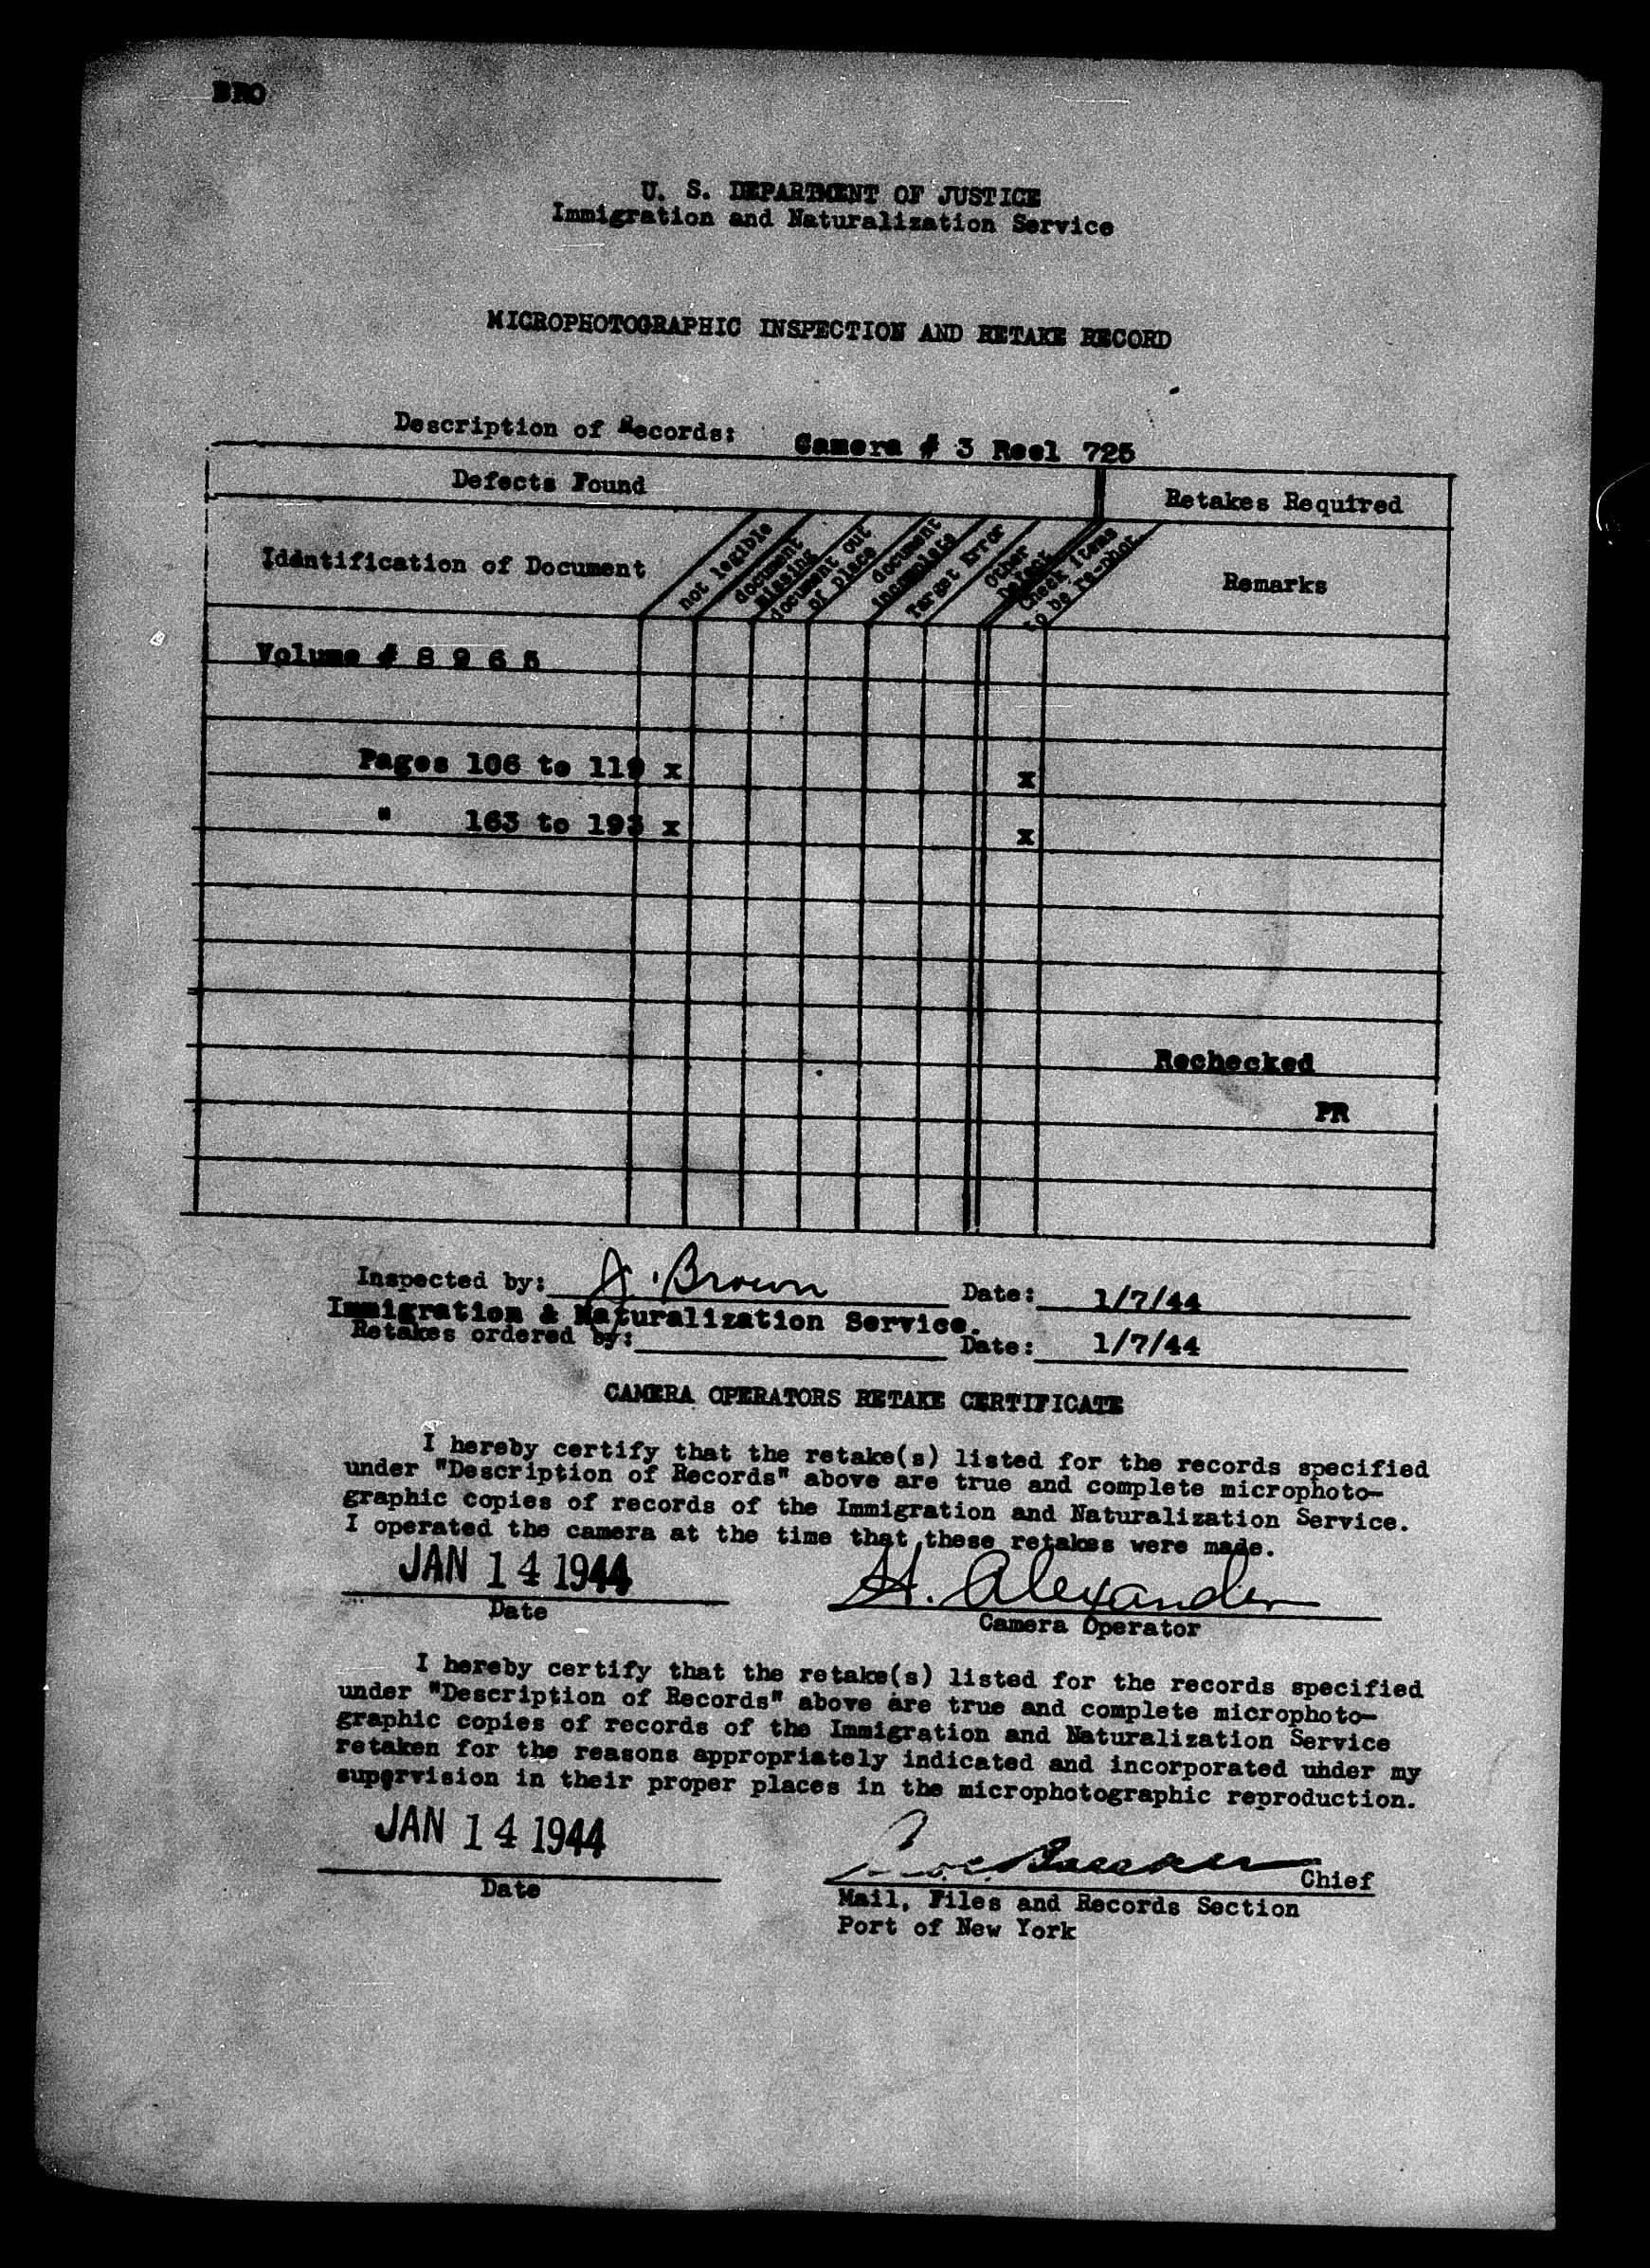 BRO
U. S. DEPARTMENT OF JUSTICE
Immigration and Naturalization Service
MICROPHOTOGRAPHIC INSPECTION AND RETAKE RECORD
Description of Records: Camera # 3 Reel 725
Defects Found
Retakes Required
Identification of Document
not legible
document missing
document out of place
document incomplete
Target Error
Other Defect
Check items to be re-shot
Remarks
Volume # 8 9 6 5
Pages 106 to 119 x x
" 163 to 193 x x
Rechecked
PR
Inspected by: J. Brown Date: 1/7/44
Immigration & Naturalization Service.
Retakes ordered by: Date: 1/7/44
CAMERA OPERATORS RETAKE CERTIFICATE
I hereby certify that the retake(s) listed for the records specified
under "Description of Records" above are true and complete microphoto-
graphic copies of records of the Immigration and Naturalization Service.
I operated the camera at the time that these retakes were made.
JAN 14 1944 H. Alexander
Date Camera Operator
I hereby certify that the retake(s) listed for the records specified
under "Description of Records" above are true and complete microphoto-
graphic copies of records of the Immigration and Naturalization Service
retaken for the reasons appropriately indicated and incorporated under my
supervision in their proper places in the microphotographic reproduction.
JAN 14 1944
Chief
Date
Mail, Files and Records Section
Port of New York